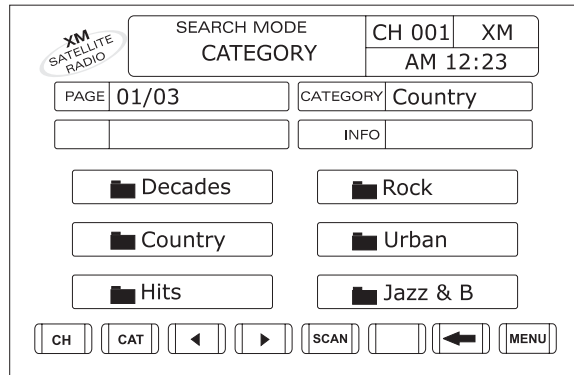 XM
SATELLITE
RADIO
SEARCH MODE
CATEGORY
CH 001 XM
AM 12:23
PAGE 01/03
CATEGORY Country
INFO
Decades
Rock
Country
Urban
Hits
Jazz & B
CH CAT SCAN MENU